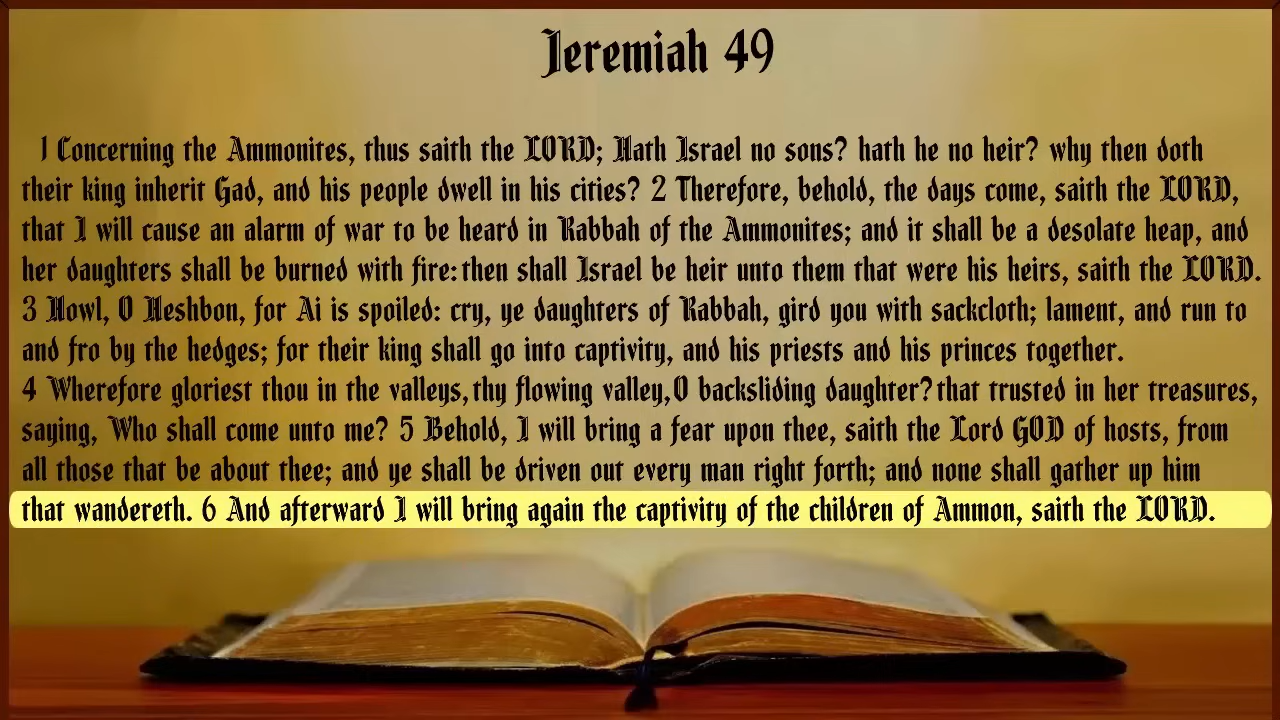 Jeremiah 49
1 Concerning the Ammonites, thus saith the LORD; Hath Israel no sons? hath he no heir? why then doth
their king inherit Gad, and his people dwell in his cities? 2 Therefore, behold, the days come, saith the LORD,
that I will cause an alarm of war to be heard in Rabbah of the Ammonites; and it shall be a desolate heap, and
her daughters shall be burned with fire: then shall Israel be heir unto them that were his heirs, saith the LORD.
3 Howl, O Heshbon, for Ai is spoiled: cry, ye daughters of Rabbah, gird you with sackcloth; lament, and run to
and fro by the hedges; for their king shall go into captivity, and his priests and his princes together.
4 Wherefore gloriest thou in the valleys, thy flowing valley, O backsliding daughter? that trusted in her treasures,
saying, Who shall come unto me? 5 Behold, I will bring a fear upon thee, saith the Lord GOD of hosts, from
all those that be about thee; and ye shall be driven out every man right forth; and none shall gather up him
that wandereth. 6 And afterward I will bring again the captivity of the children of Ammon, saith the LORD.